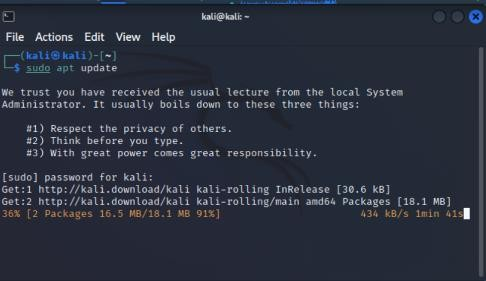 kali@kali: ~
File Actions Edit View Help
┌──(kali㉿kali)-[~]
└─$ sudo apt update
We trust you have received the usual lecture from the local System
Administrator. It usually boils down to these three things:
#1) Respect the privacy of others.
#2) Think before you type.
#3) With great power comes great responsibility.
[sudo] password for kali:
Get:1 http://kali.download/kali kali-rolling InRelease [30.6 kB]
Get:2 http://kali.download/kali kali-rolling/main amd64 Packages [18.1 MB]
36% [2 Packages 16.5 MB/18.1 MB 91%] 434 kB/s 1min 41s